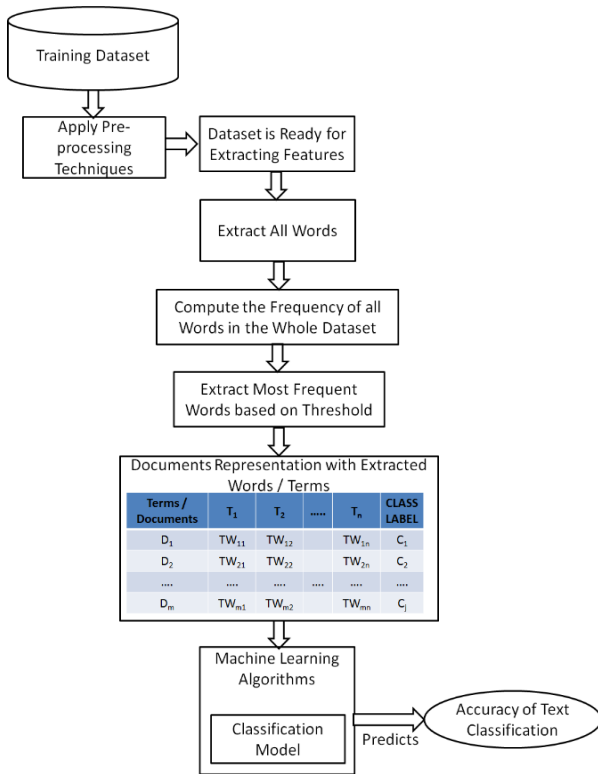 Training Dataset
Apply Pre-
processing
Techniques
Dataset is Ready for
Extracting Features
Extract All Words
Compute the Frequency of all
Words in the Whole Dataset
Extract Most Frequent
Words based on Threshold
Documents Representation with Extracted
Words / Terms
Terms / Documents T₁ T₂ ..... Tₙ CLASS LABEL
D₁ TW₁₁ TW₁₂ TW₁ₙ C₁
D₂ TW₂₁ TW₂₂ TW₂ₙ C₂
.... .... .... .... .... ....
Dₘ TWₘ₁ TWₘ₂ TWₘₙ Cⱼ
Machine Learning
Algorithms
Classification
Model
Predicts
Accuracy of Text
Classification